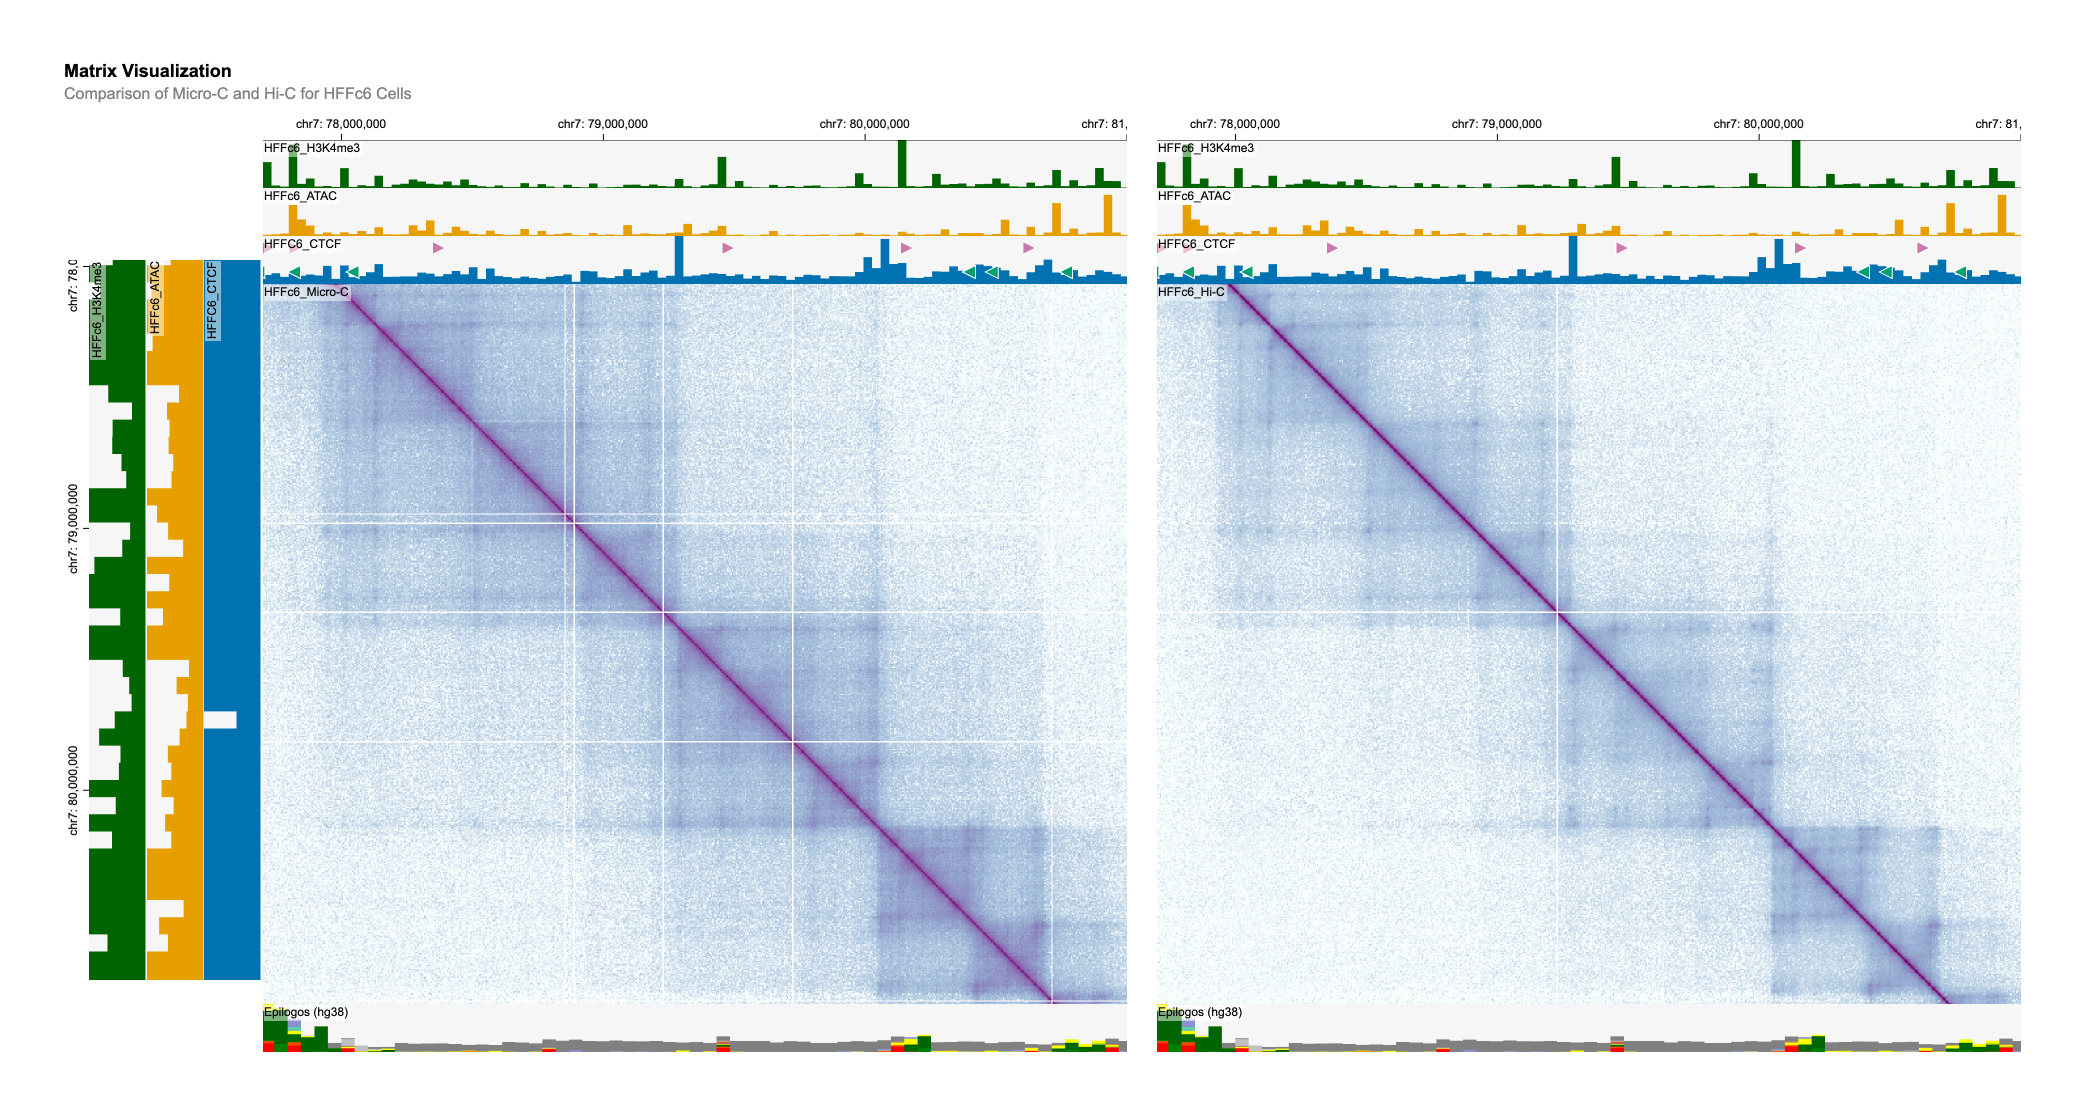 Matrix Visualization
Comparison of Micro-C and Hi-C for HFFc6 Cells
chr7: 78,000,000 chr7: 79,000,000 chr7: 80,000,000 chr7: 81,
HFFc6_H3K4me3
HFFc6_ATAC
HFFC6_CTCF
HFFc6_Micro-C
Epilogos (hg38)
chr7: 78,000,000 chr7: 79,000,000 chr7: 80,000,000 chr7: 81,
HFFc6_H3K4me3
HFFc6_ATAC
HFFC6_CTCF
HFFc6_Hi-C
Epilogos (hg38)
chr7: 78,0
chr7: 79,000,000
chr7: 80,000,000
HFFc6_H3K4me3
HFFc6_ATAC
HFFC6_CTCF